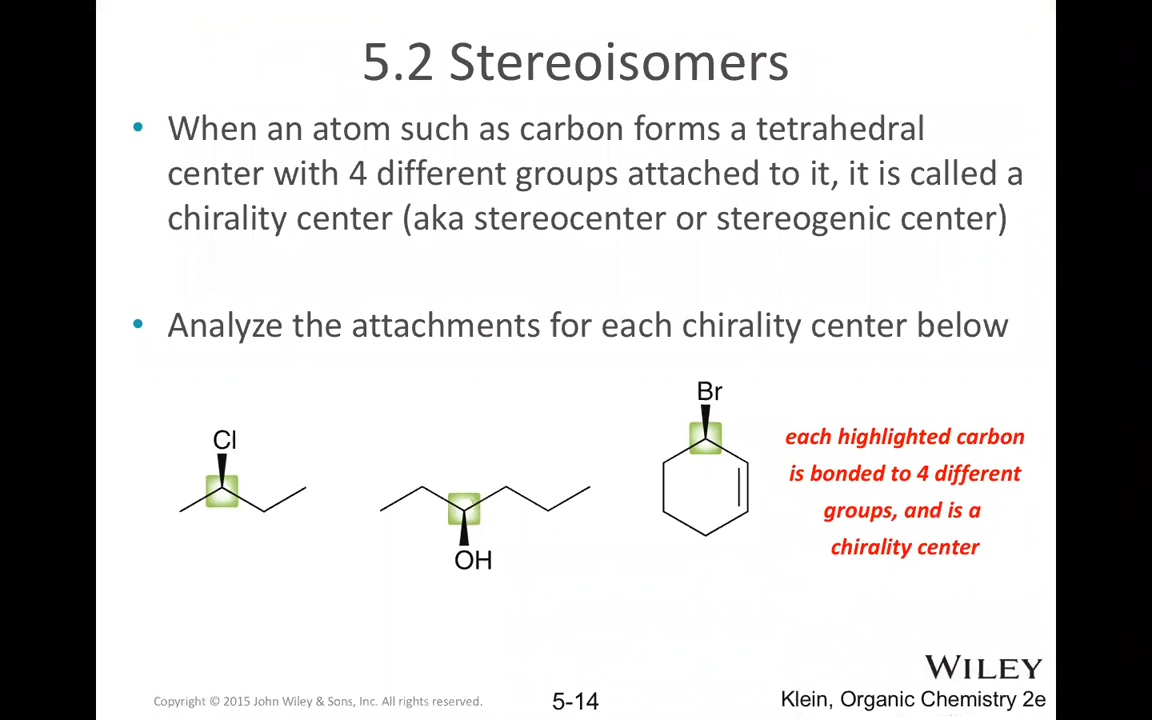 5.2 Stereoisomers
• When an atom such as carbon forms a tetrahedral
center with 4 different groups attached to it, it is called a
chirality center (aka stereocenter or stereogenic center)
• Analyze the attachments for each chirality center below
Cl
OH
Br
each highlighted carbon
is bonded to 4 different
groups, and is a
chirality center
WILEY
Copyright © 2015 John Wiley & Sons, Inc. All rights reserved.
5-14
Klein, Organic Chemistry 2e